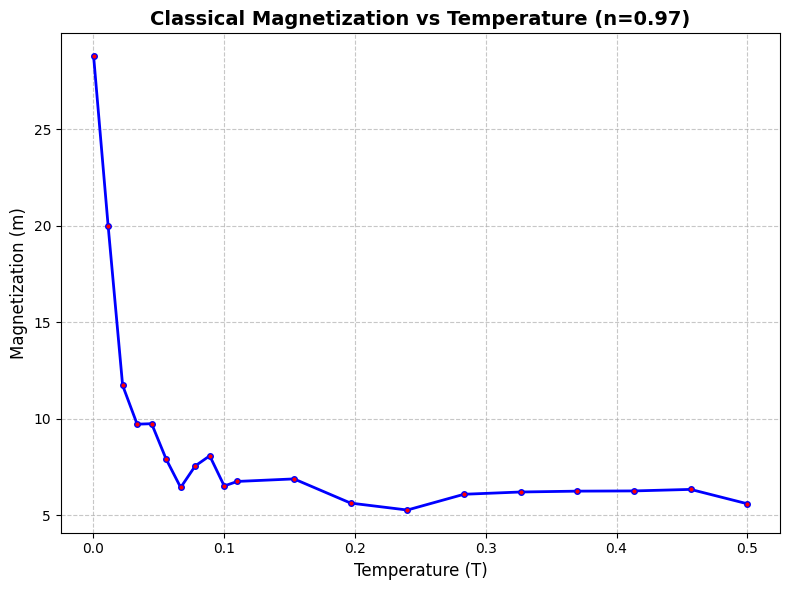 Classical Magnetization vs Temperature (n=0.97)
Magnetization (m)
25
20
15
10
5
0.0 0.1 0.2 0.3 0.4 0.5
Temperature (T)